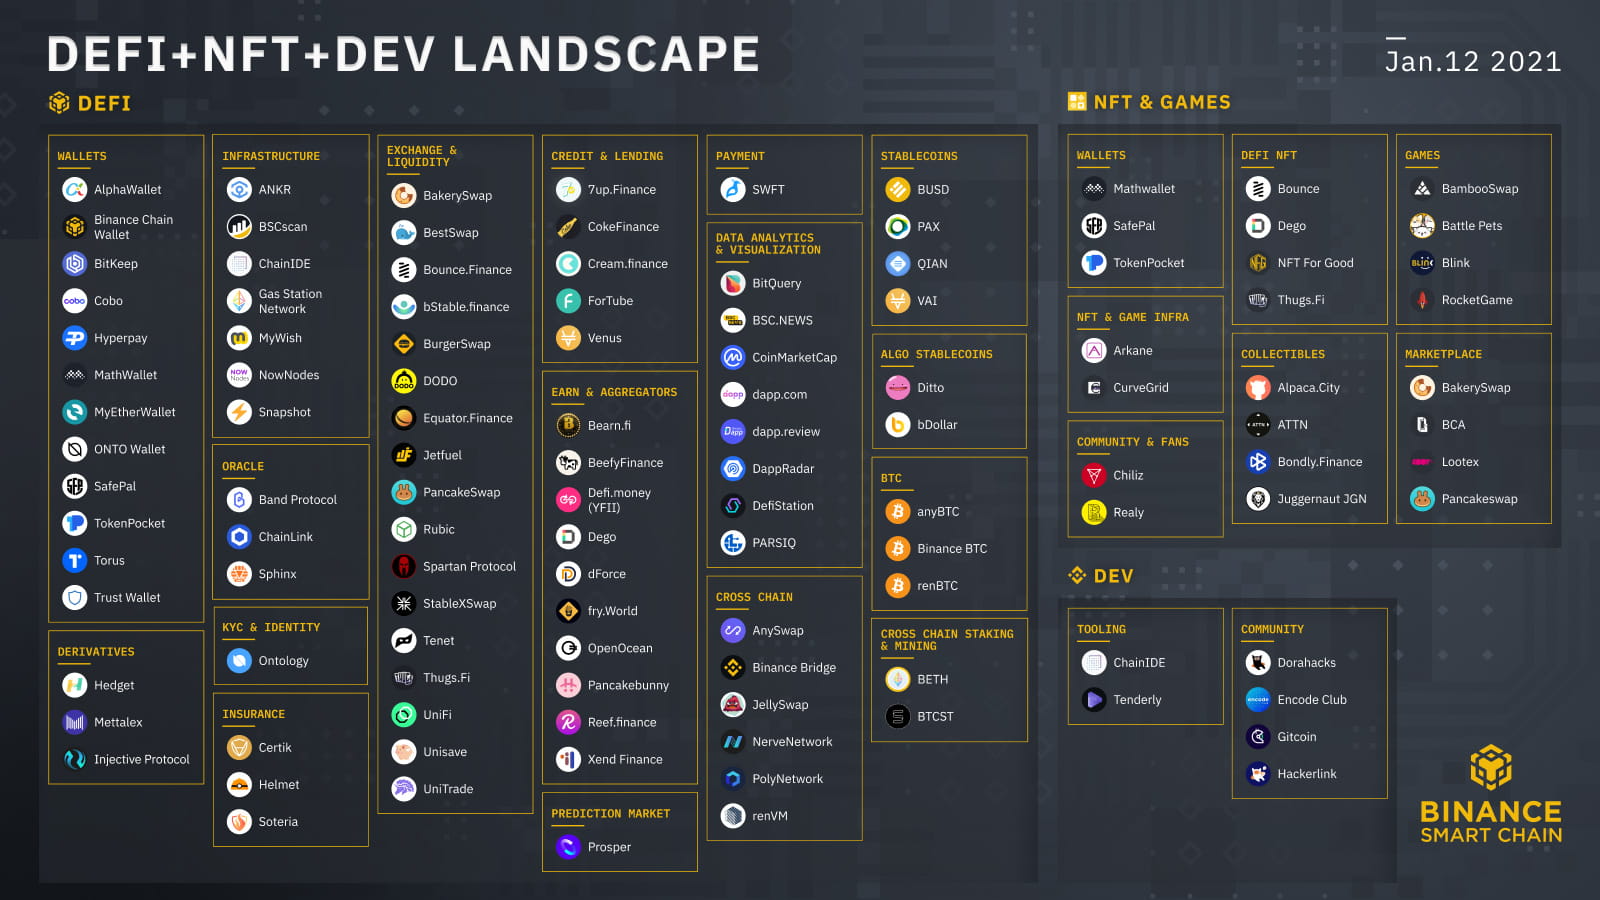 DEFI+NFT+DEV LANDSCAPE
Jan.12 2021
DEFI
WALLETS
AlphaWallet
Binance Chain
Wallet
BitKeep
cobo
Cobo
Hyperpay
MathWallet
MyEtherWallet
ONTO Wallet
SafePal
TokenPocket
Torus
Trust Wallet
DERIVATIVES
Hedget
Mettalex
Injective Protocol
INFRASTRUCTURE
ANKR
BSCscan
ChainIDE
Gas Station
Network
MyWish
NOW
Nodes
NowNodes
Snapshot
ORACLE
Band Protocol
ChainLink
Sphinx
KYC & IDENTITY
Ontology
INSURANCE
Certik
Helmet
Soteria
EXCHANGE &
LIQUIDITY
BakerySwap
BestSwap
Bounce.Finance
bStable.finance
BurgerSwap
DODO
DODO
Equator.Finance
Jetfuel
PancakeSwap
Rubic
Spartan Protocol
StableXSwap
Tenet
Thugs.Fi
UniFi
Unisave
UniTrade
CREDIT & LENDING
7up.Finance
CokeFinance
Cream.finance
ForTube
Venus
EARN & AGGREGATORS
Bearn.fi
BeefyFinance
Defi.money
(YFII)
Dego
dForce
fry.World
OpenOcean
Pancakebunny
Reef.finance
Xend Finance
PREDICTION MARKET
Prosper
PAYMENT
SWFT
DATA ANALYTICS
& VISUALIZATION
BitQuery
BSC.NEWS
CoinMarketCap
dapp
dapp.com
Dapp
dapp.review
DappRadar
DefiStation
PARSIQ
CROSS CHAIN
AnySwap
Binance Bridge
JellySwap
NerveNetwork
PolyNetwork
renVM
STABLECOINS
BUSD
PAX
QIAN
VAI
ALGO STABLECOINS
Ditto
bDollar
BTC
anyBTC
Binance BTC
renBTC
CROSS CHAIN STAKING
& MINING
BETH
BTCST
NFT & GAMES
WALLETS
Mathwallet
SafePal
TokenPocket
NFT & GAME INFRA
Arkane
CurveGrid
COMMUNITY & FANS
Chiliz
Realy
DEFI NFT
Bounce
Dego
NFT For Good
Thugs.Fi
COLLECTIBLES
Alpaca.City
ATTN
ATTN
Bondly.Finance
Juggernaut JGN
GAMES
BambooSwap
Battle Pets
Blink
RocketGame
MARKETPLACE
BakerySwap
BCA
Lootex
Pancakeswap
DEV
TOOLING
ChainIDE
Tenderly
COMMUNITY
Dorahacks
encode
Encode Club
Gitcoin
Hackerlink
BINANCE
SMART CHAIN